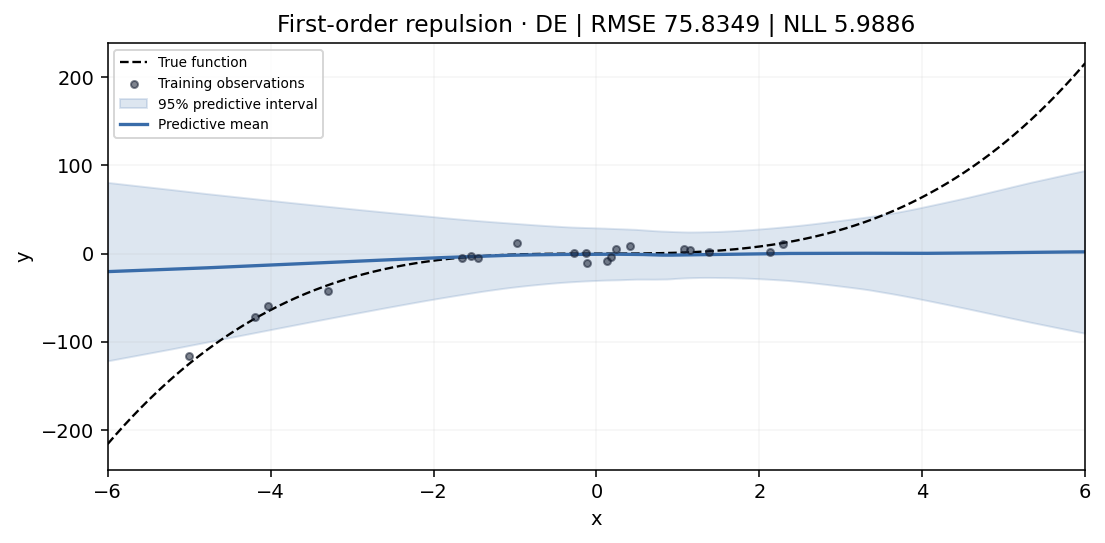 First-order repulsion · DE | RMSE 75.8349 | NLL 5.9886
True function
Training observations
95% predictive interval
Predictive mean
y
200
100
0
−100
−200
−6
−4
−2
0
2
4
6
x